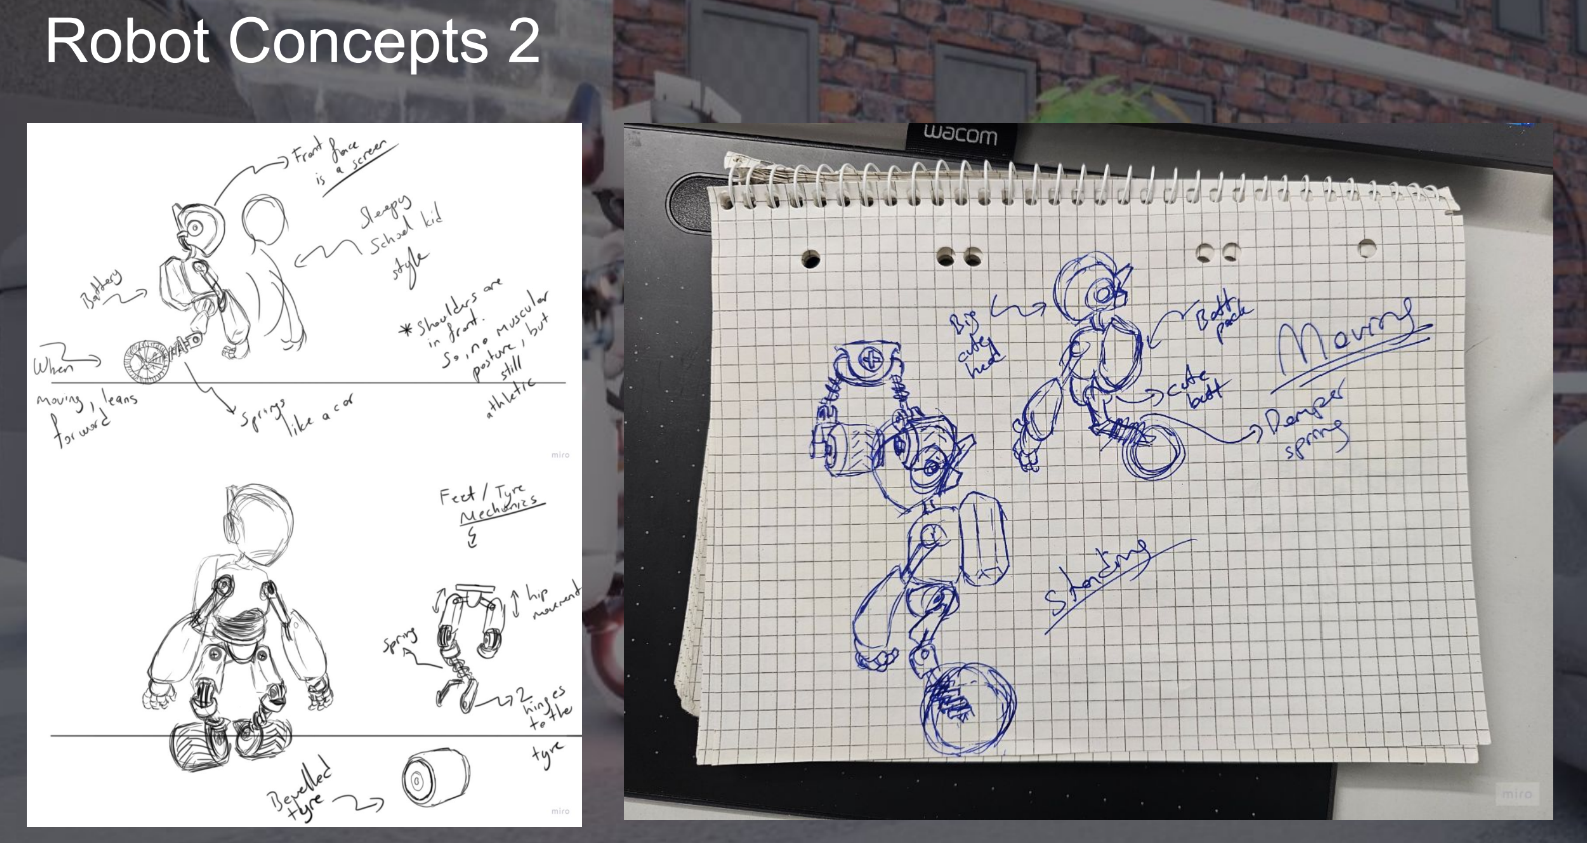 Robot Concepts 2
Front face
is a screen
Sleepy
School kid
style
Battery
* Shoulders are
in front.
So, no muscular
posture, but
still
athletic
When
moving, leans
forward
Springs
like a car
miro
Feet / Tyre
Mechanics
hip
movement
Spring
2
hinges
to the
tyre
Bevelled
tyre
miro
wacom
Big
cute
head
Batt
pack
Moving
cute
butt
Damper
spring
Standing
miro